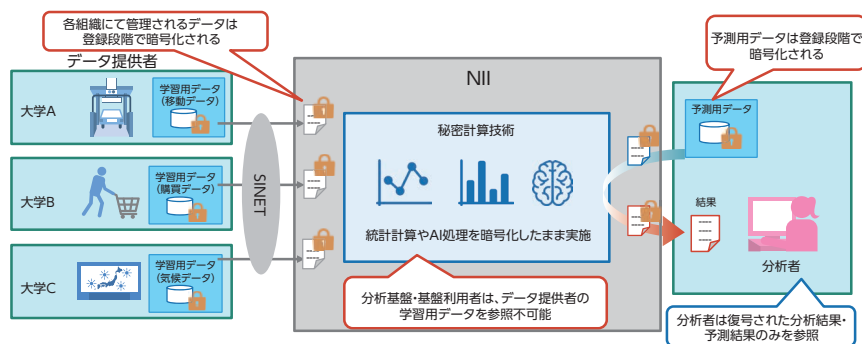 各組織にて管理されるデータは
登録段階で暗号化される
予測用データは登録段階で
暗号化される
データ提供者
NII
大学A
学習用データ
(移動データ)
予測用データ
秘密計算技術
大学B
学習用データ
(購買データ)
SINET
結果
統計計算やAI処理を暗号化したまま実施
大学C
学習用データ
(気候データ)
分析者
分析基盤・基盤利用者は、データ提供者の
学習用データを参照不可能
分析者は復号された分析結果・
予測結果のみを参照